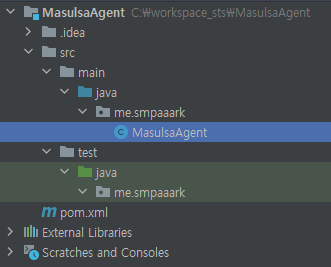 MasulsaAgent C:₩workspace_sts₩MasulsaAgent
.idea
src
main
java
me.smpaaark
MasulsaAgent
test
java
me.smpaaark
pom.xml
External Libraries
Scratches and Consoles